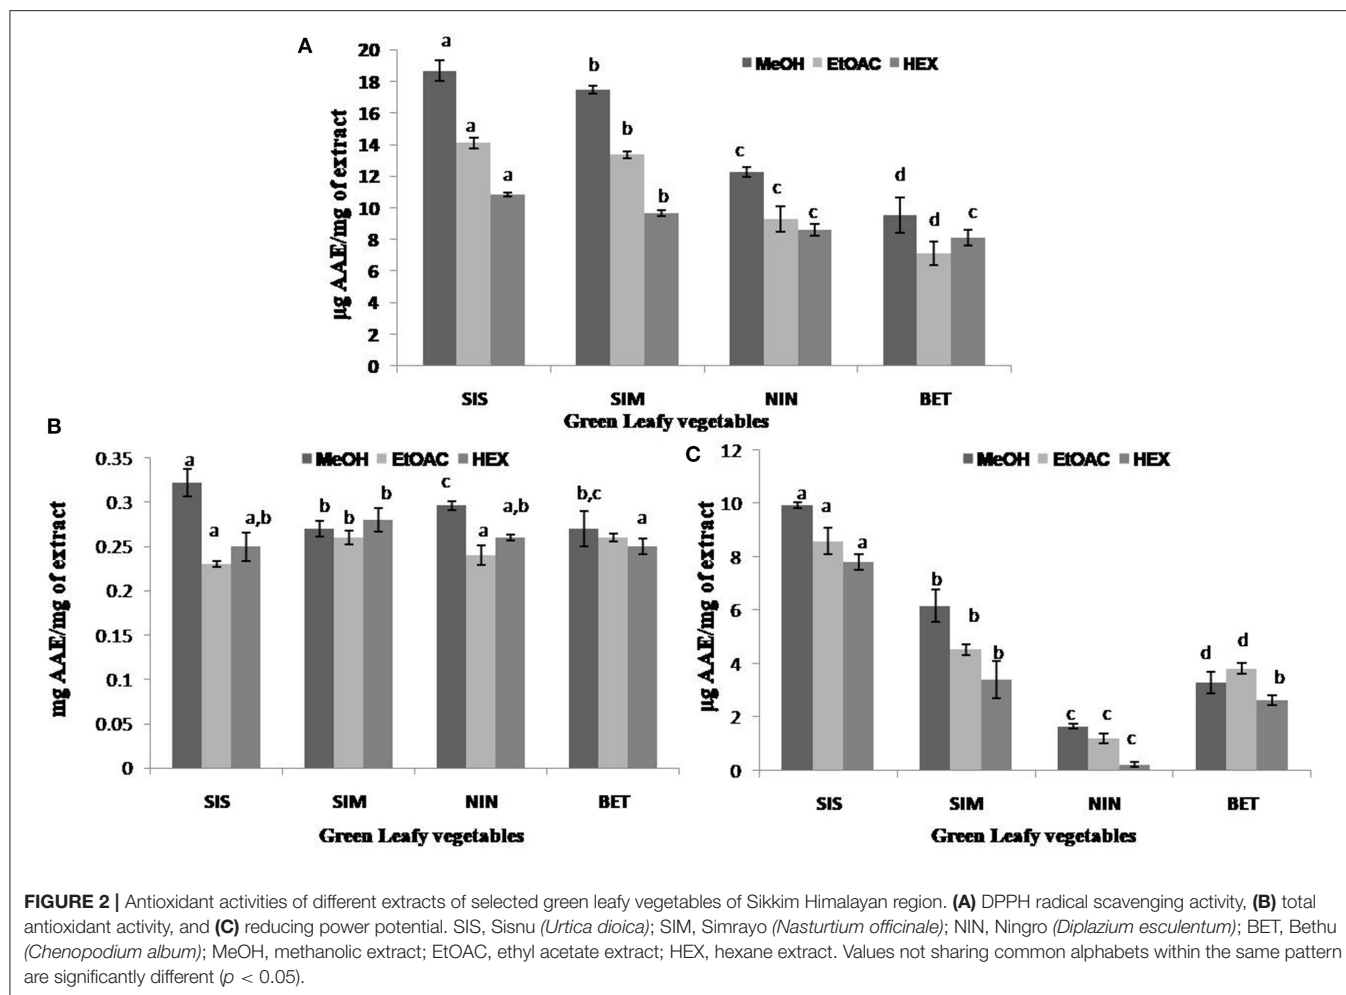 A
20
18
16
14
12
10
8
6
4
2
0
µg AAE/mg of extract
MeOH EtOAC HEX
a a a
b b b
c c c
d d c
SIS SIM NIN BET
Green Leafy vegetables
B
0.35
0.3
0.25
0.2
0.15
0.1
0.05
0
mg AAE/mg of extract
MeOH EtOAC HEX
a a a,b
b b b
c a a,b
b,c a
SIS SIM NIN BET
Green Leafy vegetables
C
12
10
8
6
4
2
0
µg AAE/mg of extract
MeOH EtOAC HEX
a a a
b b b
c c c
d d b
SIS SIM NIN BET
Green Leafy vegetables
FIGURE 2 | Antioxidant activities of different extracts of selected green leafy vegetables of Sikkim Himalayan region. (A) DPPH radical scavenging activity, (B) total
antioxidant activity, and (C) reducing power potential. SIS, Sisnu (Urtica dioica); SIM, Simrayo (Nasturtium officinale); NIN, Ningro (Diplazium esculentum); BET, Bethu
(Chenopodium album); MeOH, methanolic extract; EtOAC, ethyl acetate extract; HEX, hexane extract. Values not sharing common alphabets within the same pattern
are significantly different (p < 0.05).